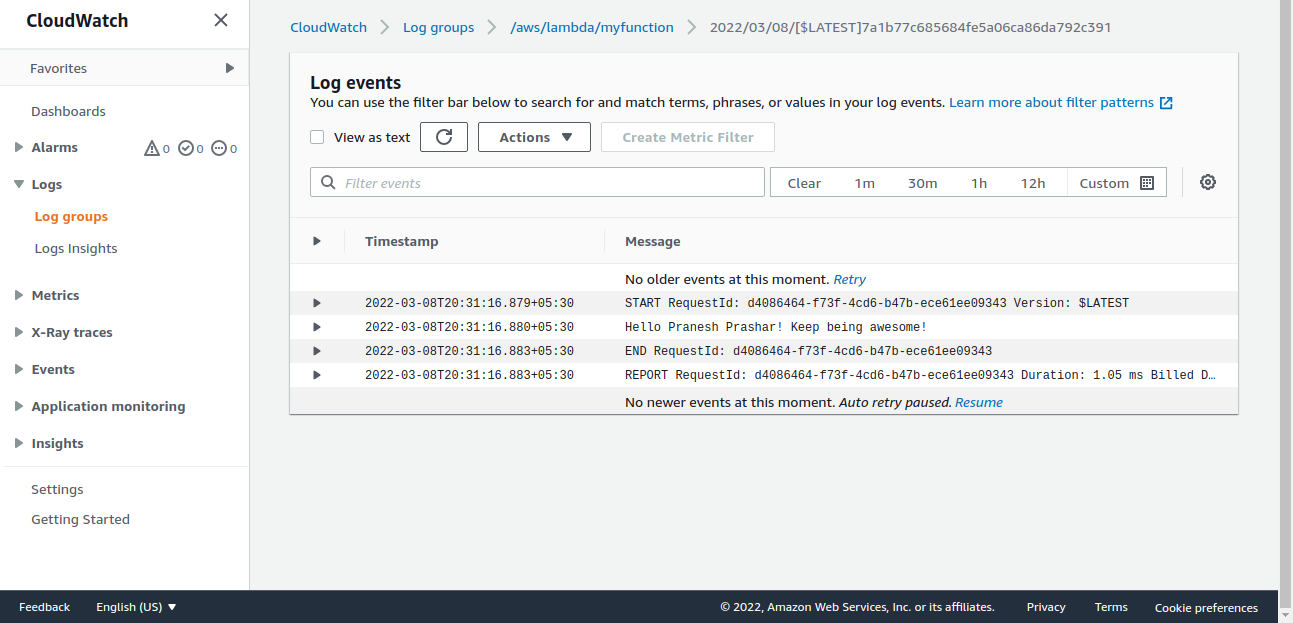 CloudWatch
Favorites
Dashboards
Alarms 0 0 0
Logs
Log groups
Logs Insights
Metrics
X-Ray traces
Events
Application monitoring
Insights
Settings
Getting Started
CloudWatch Log groups /aws/lambda/myfunction 2022/03/08/[$LATEST]7a1b77c685684fe5a06ca86da792c391
Log events
You can use the filter bar below to search for and match terms, phrases, or values in your log events. Learn more about filter patterns
View as text Actions Create Metric Filter
Filter events Clear 1m 30m 1h 12h Custom
Timestamp Message
No older events at this moment. Retry
2022-03-08T20:31:16.879+05:30 START RequestId: d4086464-f73f-4cd6-b47b-ece61ee09343 Version: $LATEST
2022-03-08T20:31:16.880+05:30 Hello Pranesh Prashar! Keep being awesome!
2022-03-08T20:31:16.883+05:30 END RequestId: d4086464-f73f-4cd6-b47b-ece61ee09343
2022-03-08T20:31:16.883+05:30 REPORT RequestId: d4086464-f73f-4cd6-b47b-ece61ee09343 Duration: 1.05 ms Billed D…
No newer events at this moment. Auto retry paused. Resume
Feedback English (US) © 2022, Amazon Web Services, Inc. or its affiliates. Privacy Terms Cookie preferences